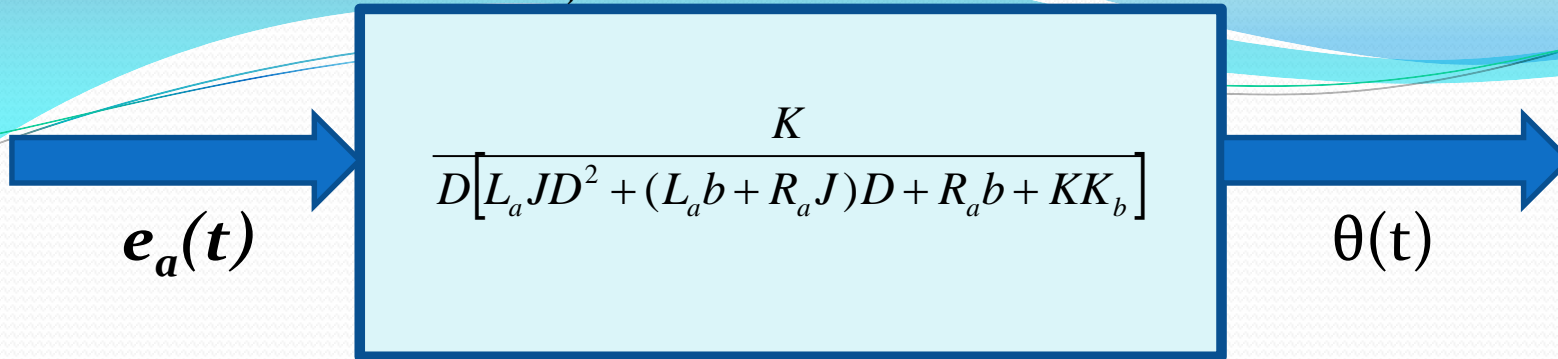 K
D[L_aJD^2 + (L_ab + R_aJ)D + R_ab + KK_b]
e_a(t)
θ(t)